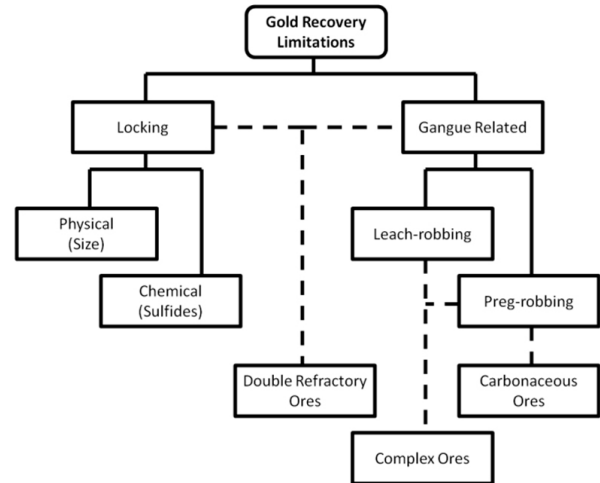 Gold Recovery
Limitations
Locking
Gangue Related
Physical
(Size)
Leach-robbing
Chemical
(Sulfides)
Preg-robbing
Double Refractory
Ores
Carbonaceous
Ores
Complex Ores